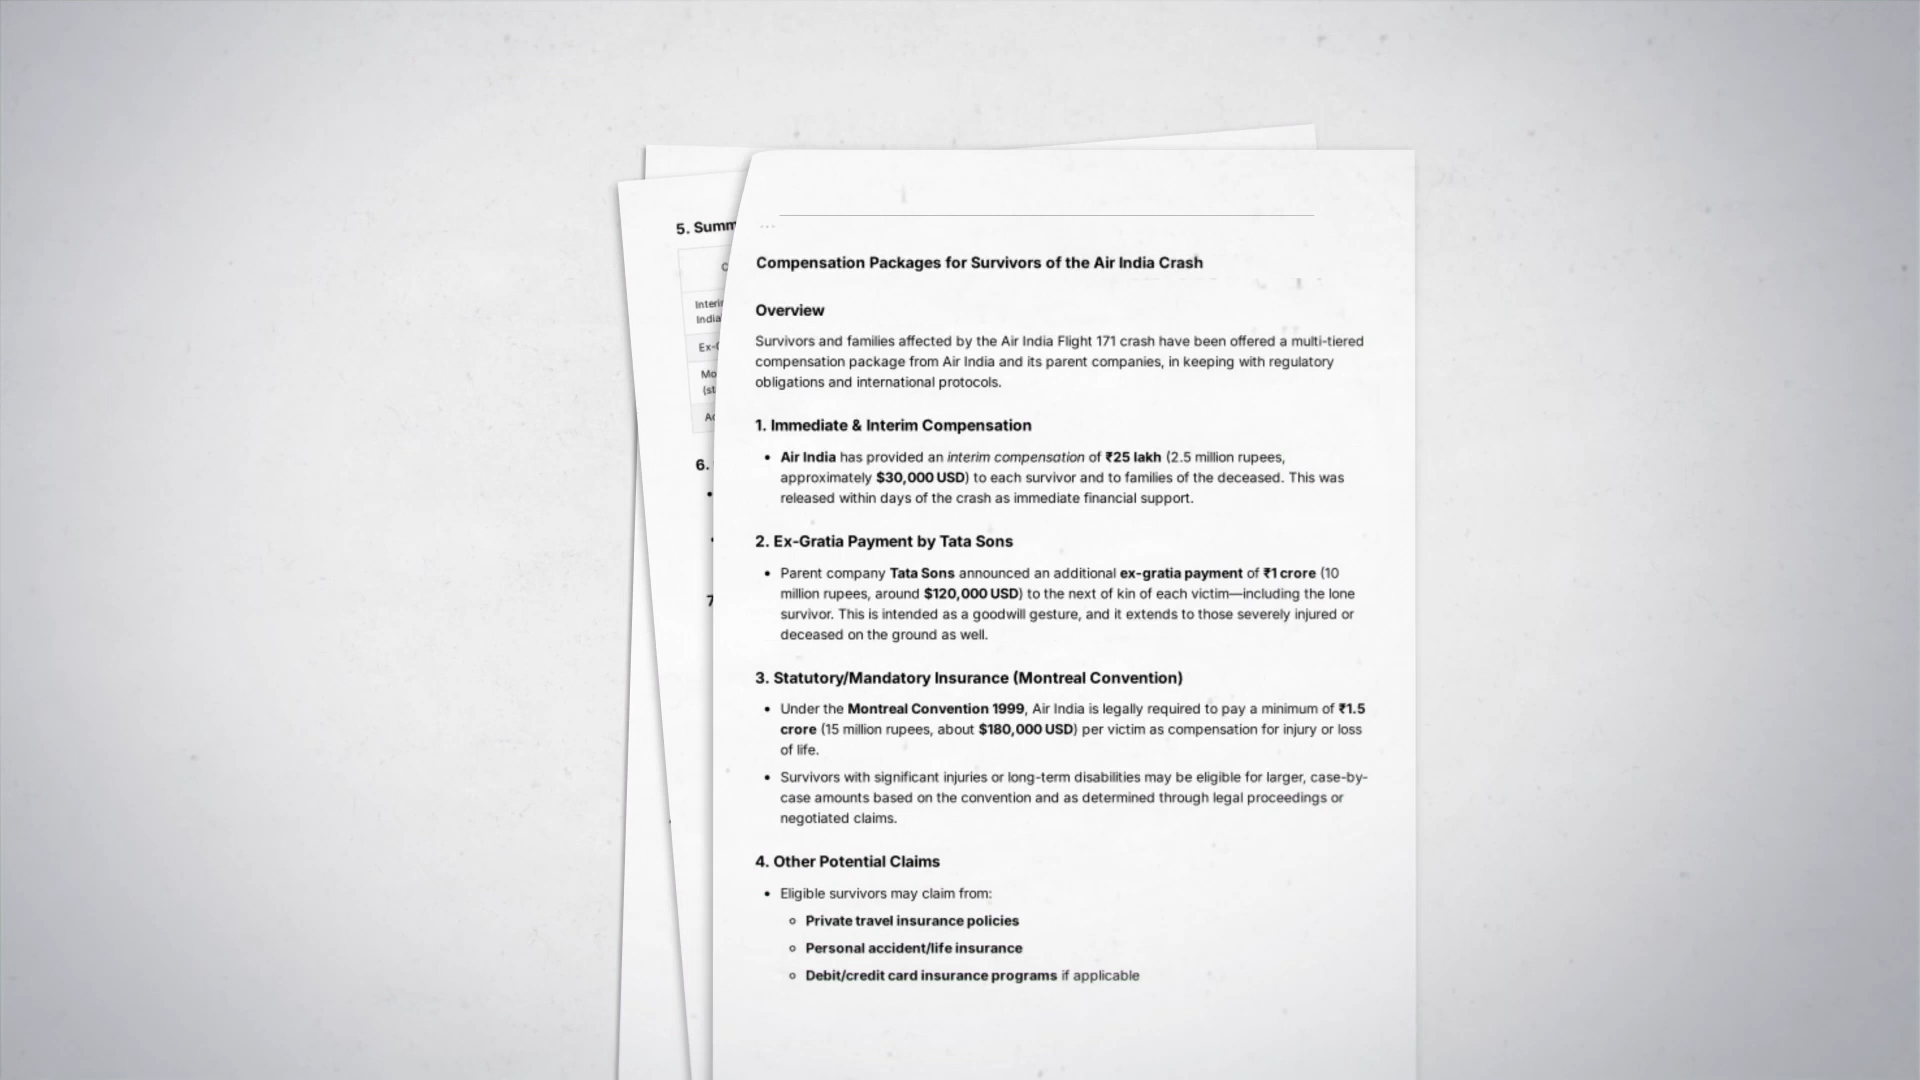 5. Summ
Interi
India
Ex-G
Mo
(st
6.
7
...
Compensation Packages for Survivors of the Air India Crash
Overview
Survivors and families affected by the Air India Flight 171 crash have been offered a multi-tiered
compensation package from Air India and its parent companies, in keeping with regulatory
obligations and international protocols.
1. Immediate & Interim Compensation
• Air India has provided an interim compensation of ₹25 lakh (2.5 million rupees,
approximately $30,000 USD) to each survivor and to families of the deceased. This was
released within days of the crash as immediate financial support.
2. Ex-Gratia Payment by Tata Sons
• Parent company Tata Sons announced an additional ex-gratia payment of ₹1 crore (10
million rupees, around $120,000 USD) to the next of kin of each victim—including the lone
survivor. This is intended as a goodwill gesture, and it extends to those severely injured or
deceased on the ground as well.
3. Statutory/Mandatory Insurance (Montreal Convention)
• Under the Montreal Convention 1999, Air India is legally required to pay a minimum of ₹1.5
crore (15 million rupees, about $180,000 USD) per victim as compensation for injury or loss
of life.
• Survivors with significant injuries or long-term disabilities may be eligible for larger, case-by-
case amounts based on the convention and as determined through legal proceedings or
negotiated claims.
4. Other Potential Claims
• Eligible survivors may claim from:
◦ Private travel insurance policies
◦ Personal accident/life insurance
◦ Debit/credit card insurance programs if applicable